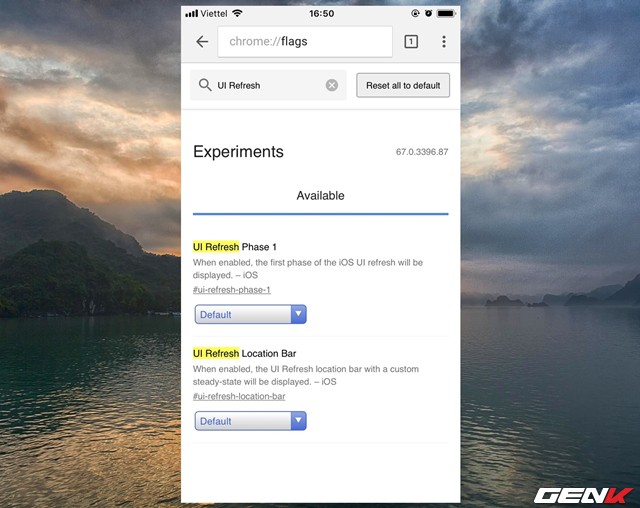 Viettel 16:50
chrome://flags 1
UI Refresh Reset all to default
Experiments 67.0.3396.87
Available
UI Refresh Phase 1
When enabled, the first phase of the iOS UI refresh will be
displayed. – iOS
#ui-refresh-phase-1
Default
UI Refresh Location Bar
When enabled, the UI Refresh location bar with a custom
steady-state will be displayed. – iOS
#ui-refresh-location-bar
Default
GENK